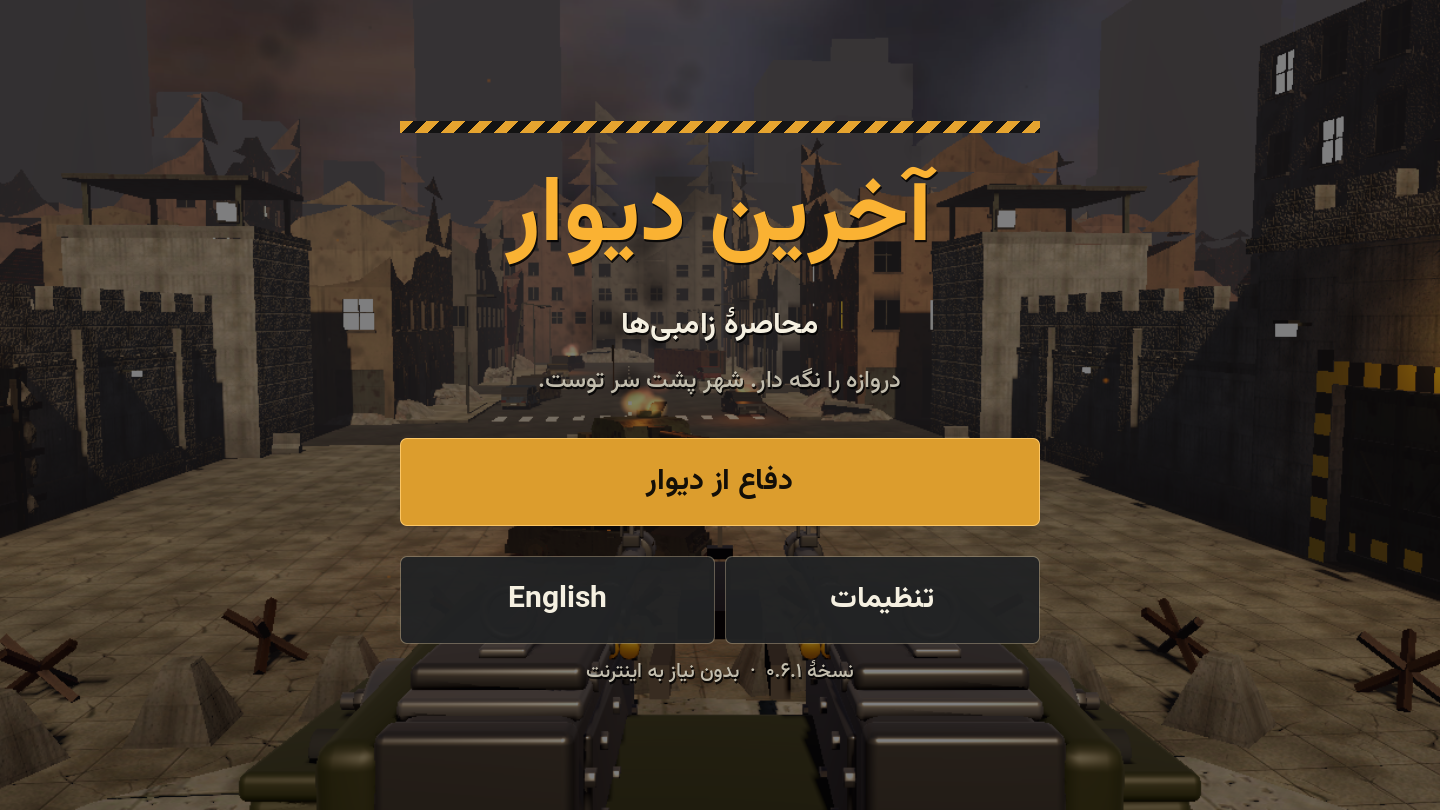 آخرین دیوار
محاصرهٔ زامبی‌ها
دروازه را نگه دار. شهر پشت سر توست.
دفاع از دیوار
تنظیمات
English
نسخهٔ ۰.۶.۱ · بدون نیاز به اینترنت